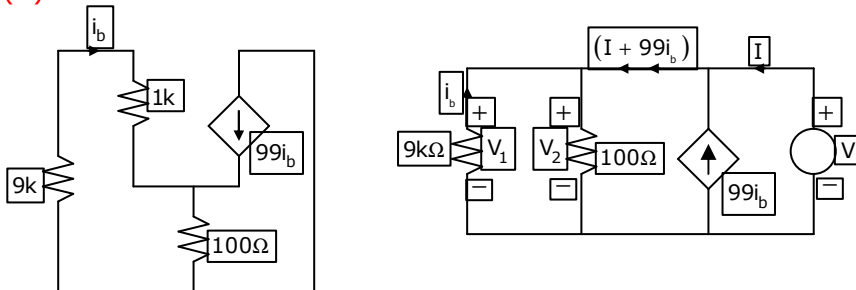 i_b
1k
99i_b
9k
100Ω
(I + 99i_b)
I
i_b
+
+
+
9kΩ
V_1
V_2
100Ω
V
−
−
−
99i_b